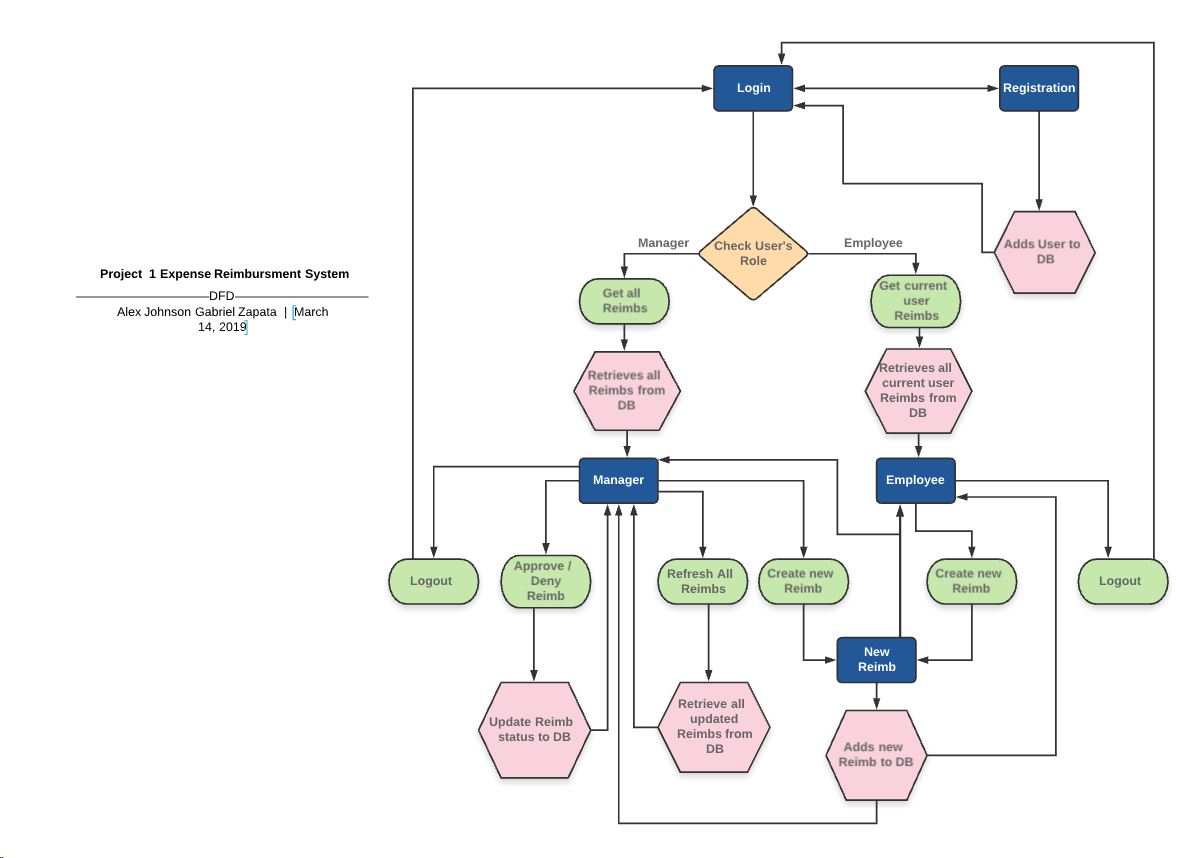 Login
Registration
Check User's
Role
Manager
Employee
Adds User to
DB
Project 1 Expense Reimbursment System
DFD
Alex Johnson Gabriel Zapata | [March
14, 2019]
Get all
Reimbs
Get current
user
Reimbs
Retrieves all
Reimbs from
DB
Retrieves all
current user
Reimbs from
DB
Manager
Employee
Logout
Approve /
Deny
Reimb
Refresh All
Reimbs
Create new
Reimb
Create new
Reimb
Logout
New
Reimb
Update Reimb
status to DB
Retrieve all
updated
Reimbs from
DB
Adds new
Reimb to DB